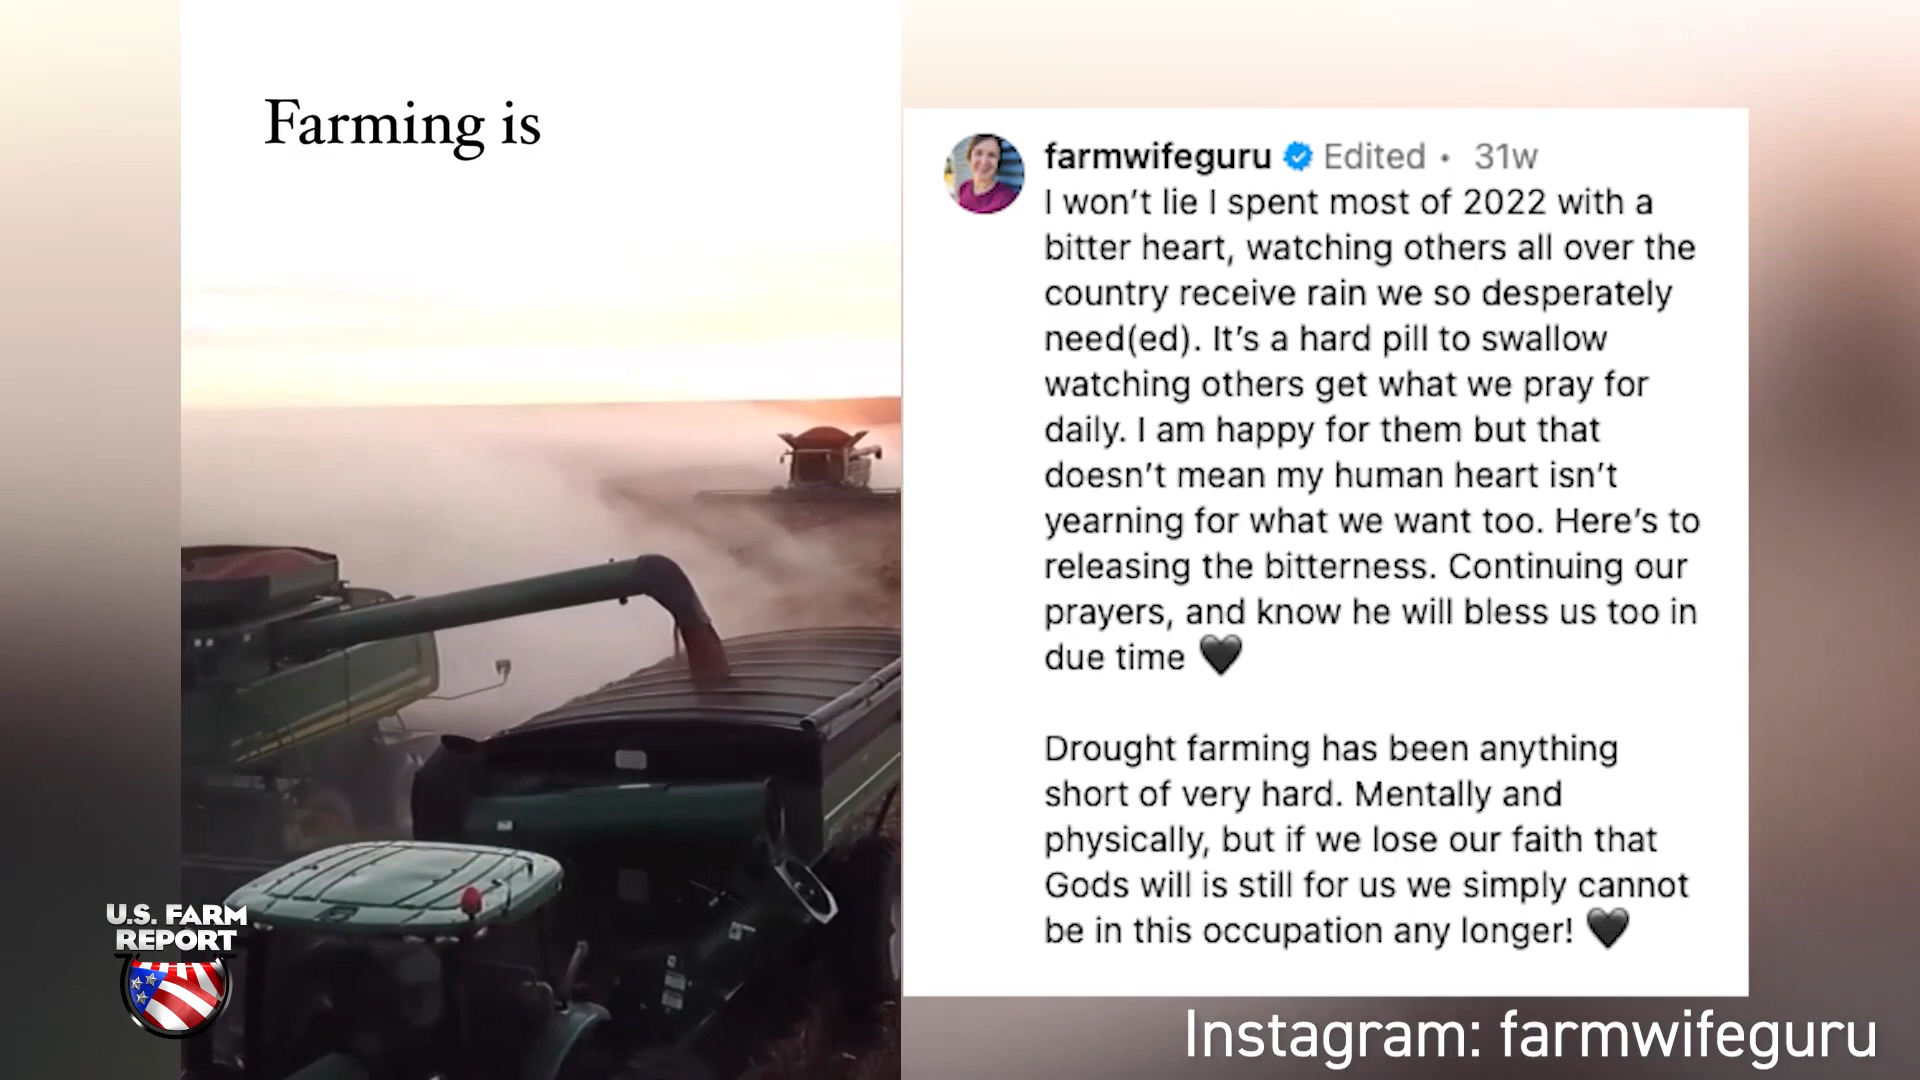 Farming is
farmwifeguru Edited • 31w
I won't lie I spent most of 2022 with a
bitter heart, watching others all over the
country receive rain we so desperately
need(ed). It's a hard pill to swallow
watching others get what we pray for
daily. I am happy for them but that
doesn't mean my human heart isn't
yearning for what we want too. Here's to
releasing the bitterness. Continuing our
prayers, and know he will bless us too in
due time 🖤
Drought farming has been anything
short of very hard. Mentally and
physically, but if we lose our faith that
Gods will is still for us we simply cannot
be in this occupation any longer! 🖤
U.S. FARM
REPORT
Instagram: farmwifeguru